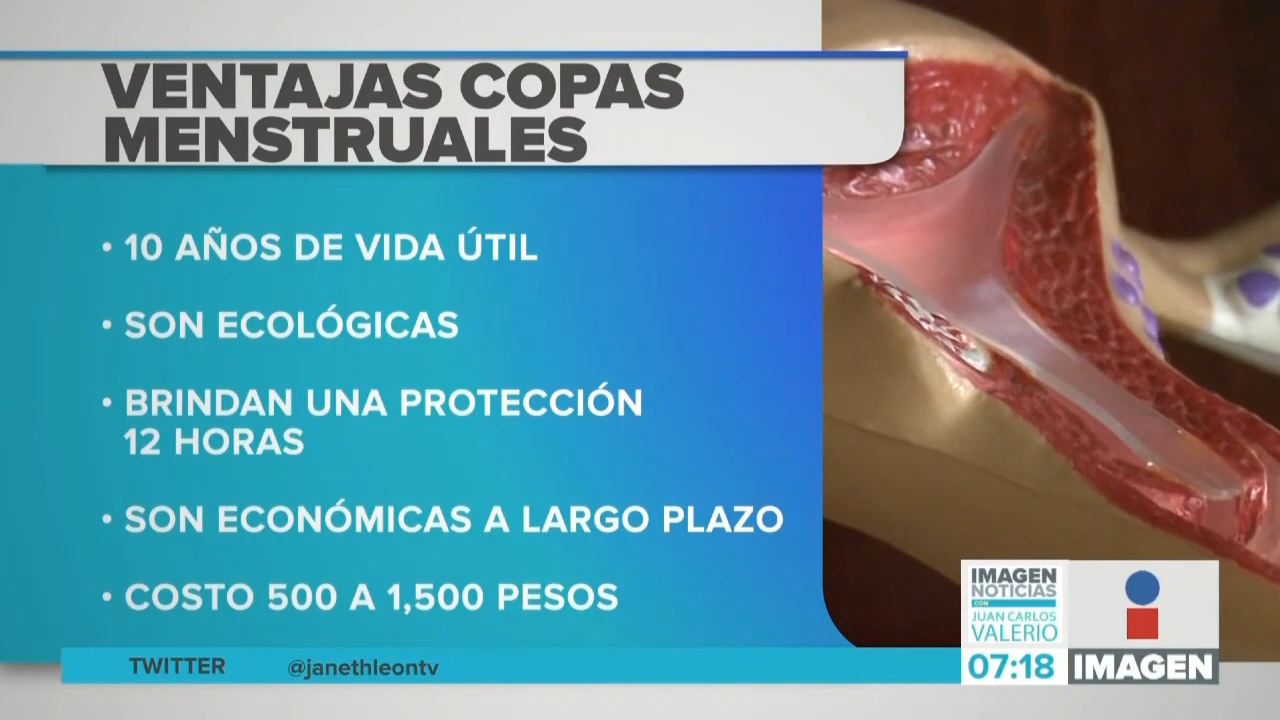 VENTAJAS COPAS
MENSTRUALES
• 10 AÑOS DE VIDA ÚTIL
• SON ECOLÓGICAS
• BRINDAN UNA PROTECCIÓN
12 HORAS
• SON ECONÓMICAS A LARGO PLAZO
• COSTO 500 A 1,500 PESOS
TWITTER @janethleontv
IMAGEN
NOTICIAS
CON
JUAN CARLOS
VALERIO
07:18 IMAGEN